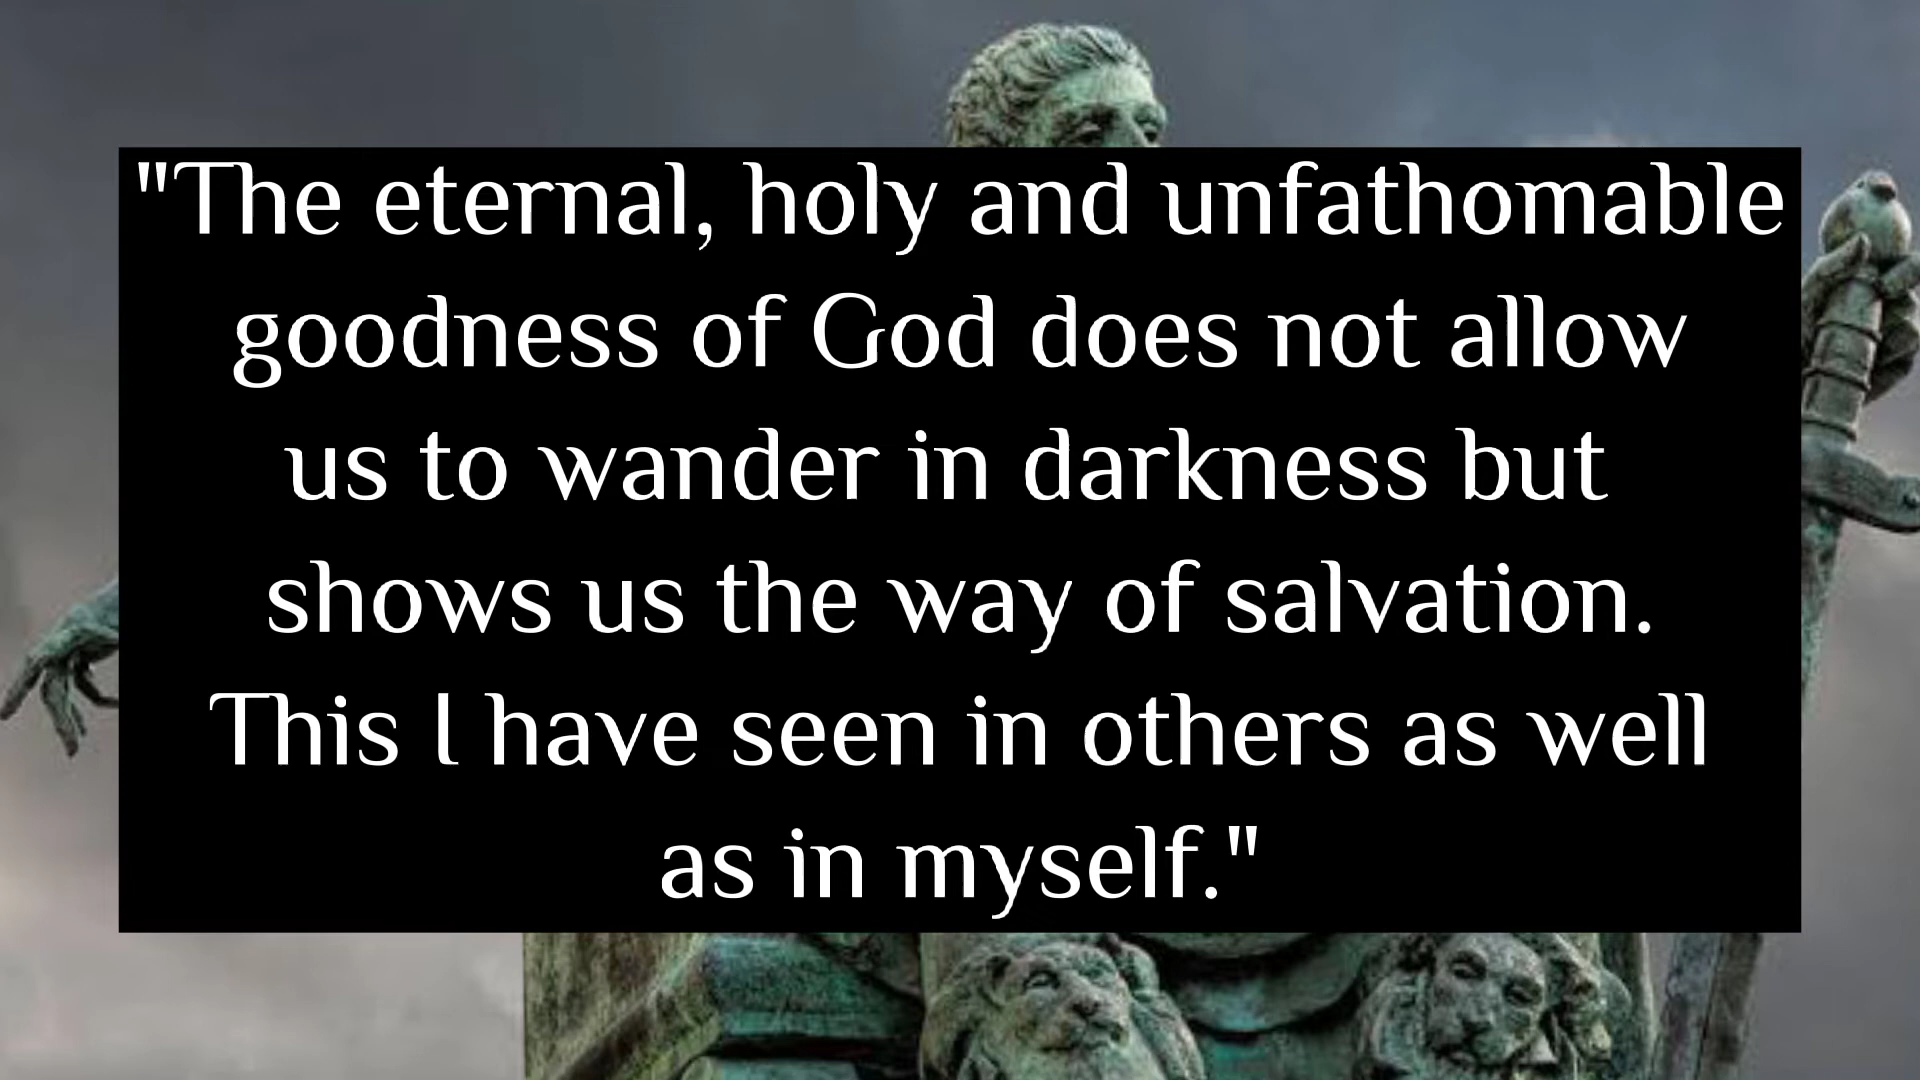 "The eternal, holy and unfathomable
goodness of God does not allow
us to wander in darkness but
shows us the way of salvation.
This I have seen in others as well
as in myself."